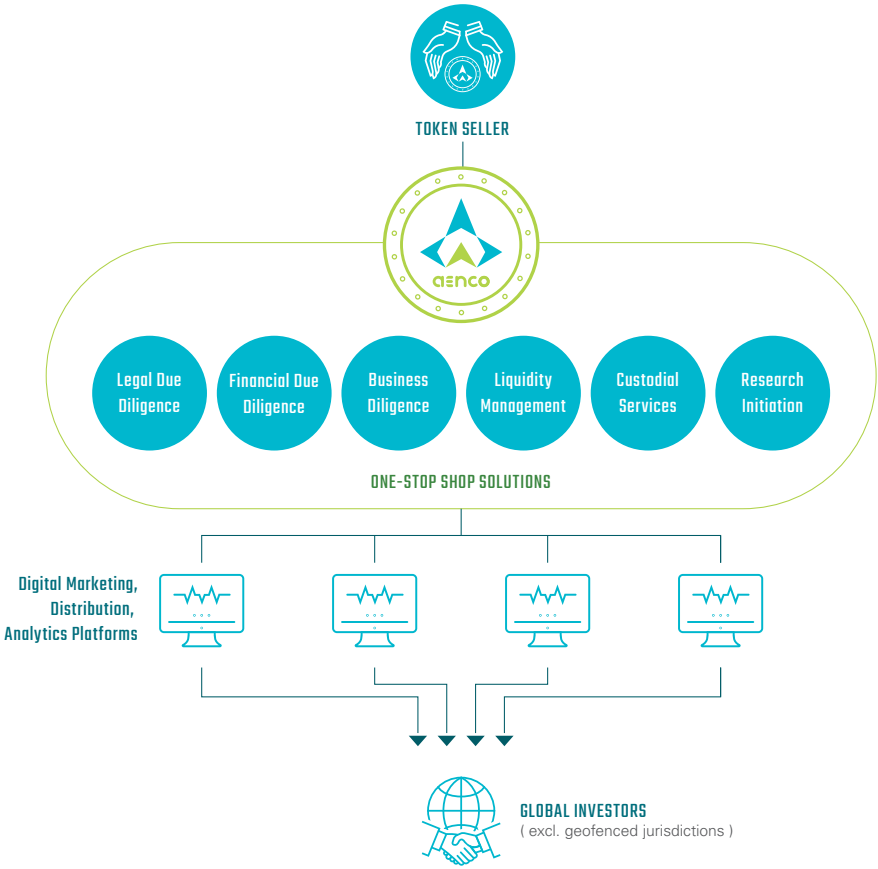 TOKEN SELLER
aenco
Legal Due
Diligence
Financial Due
Diligence
Business
Diligence
Liquidity
Management
Custodial
Services
Research
Initiation
ONE-STOP SHOP SOLUTIONS
Digital Marketing,
Distribution,
Analytics Platforms
GLOBAL INVESTORS
( excl. geofenced jurisdictions )